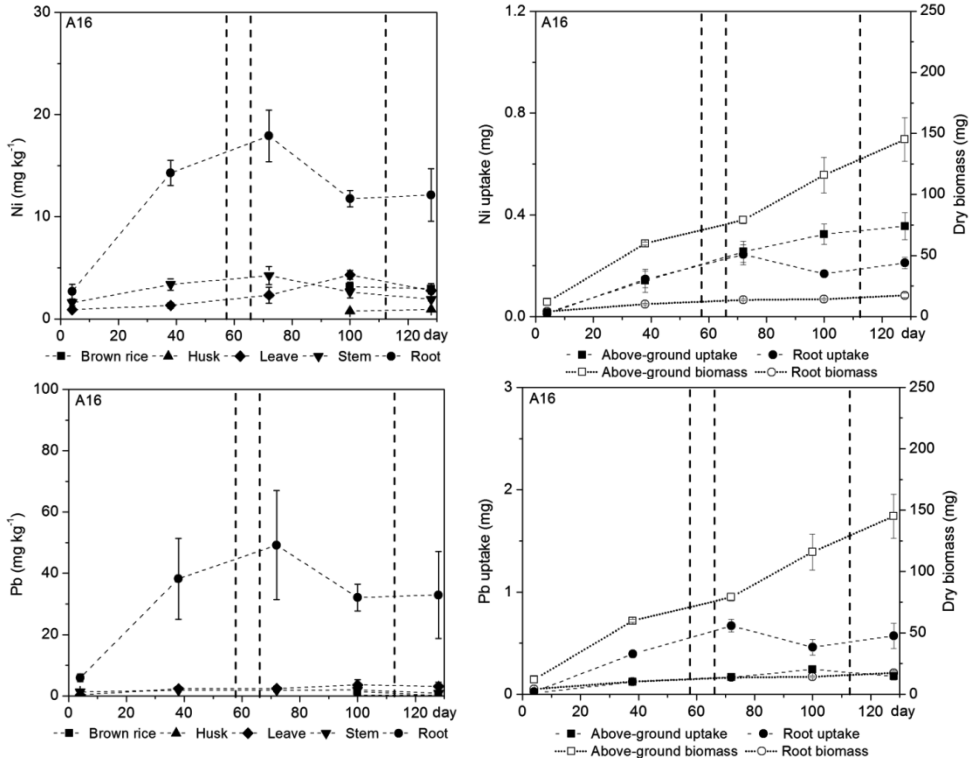 A16
Ni (mg kg-1)
30
20
10
0
0 20 40 60 80 100 120 day
Brown rice Husk Leave Stem Root
A16
Ni uptake (mg)
1.2
0.8
0.4
0.0
250
200
150
100
50
0
Dry biomass (mg)
0 20 40 60 80 100 120 day
Above-ground uptake Root uptake
Above-ground biomass Root biomass
A16
Pb (mg kg-1)
100
80
60
40
20
0
0 20 40 60 80 100 day
Brown rice Husk Leave Stem Root
A16
Pb uptake (mg)
3
2
1
0
250
200
150
100
50
0
Dry biomass (mg)
0 20 40 60 80 100 120 day
Above-ground uptake Root uptake
Above-ground biomass Root biomass